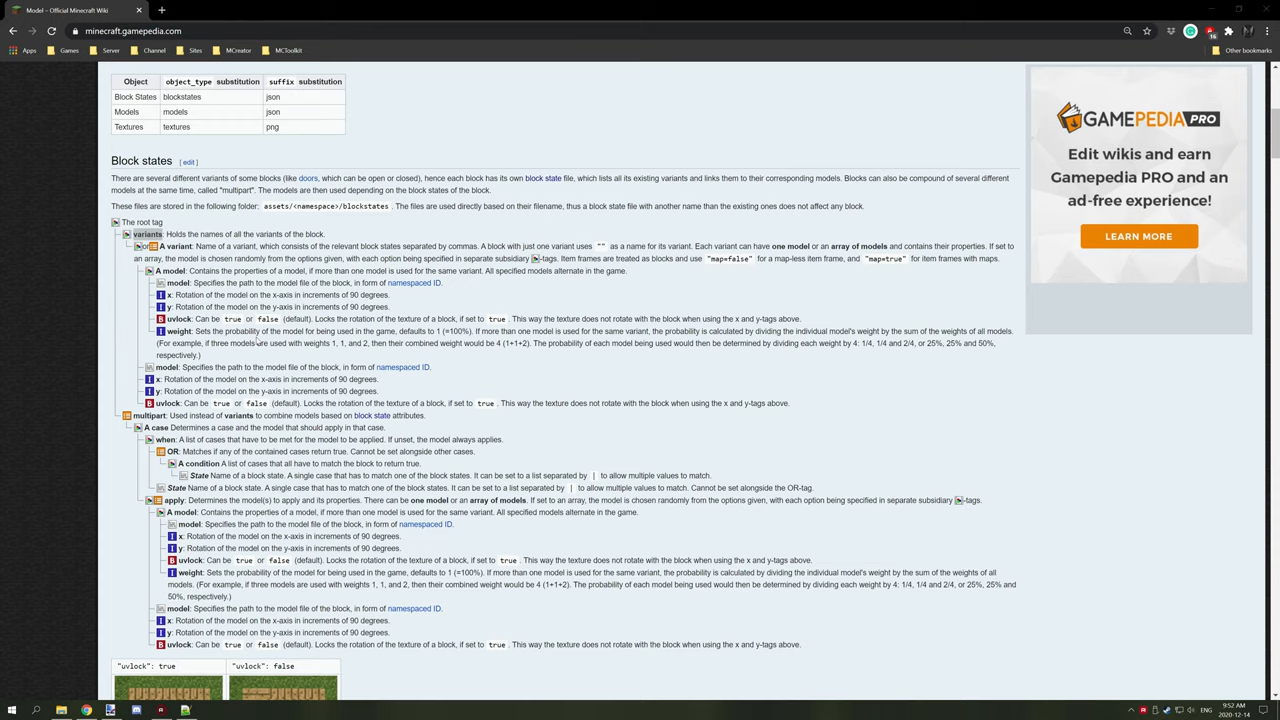 Model – Official Minecraft Wiki
minecraft.gamepedia.com
Apps Games Server Channel Sites MCreator MCToolkit Other bookmarks
Object object_type substitution suffix substitution
Block States blockstates json
Models models json
Textures textures png
Block states [ edit ]
There are several different variants of some blocks (like doors, which can be open or closed), hence each block has its own block state file, which lists all its existing variants and links them to their corresponding models. Blocks can also be compound of several different
models at the same time, called "multipart". The models are then used depending on the block states of the block.
These files are stored in the following folder: assets/<namespace>/blockstates . The files are used directly based on their filename, thus a block state file with another name than the existing ones does not affect any block.
The root tag
variants: Holds the names of all the variants of the block.
or A variant: Name of a variant, which consists of the relevant block states separated by commas. A block with just one variant uses "" as a name for its variant. Each variant can have one model or an array of models and contains their properties. If set to
an array, the model is chosen randomly from the options given, with each option being specified in separate subsidiary -tags. Item frames are treated as blocks and use "map=false" for a map-less item frame, and "map=true" for item frames with maps.
A model: Contains the properties of a model, if more than one model is used for the same variant. All specified models alternate in the game.
model: Specifies the path to the model file of the block, in form of namespaced ID.
x: Rotation of the model on the x-axis in increments of 90 degrees.
y: Rotation of the model on the y-axis in increments of 90 degrees.
uvlock: Can be true or false (default). Locks the rotation of the texture of a block, if set to true . This way the texture does not rotate with the block when using the x and y-tags above.
weight: Sets the probability of the model for being used in the game, defaults to 1 (=100%). If more than one model is used for the same variant, the probability is calculated by dividing the individual model's weight by the sum of the weights of all models.
(For example, if three models are used with weights 1, 1, and 2, then their combined weight would be 4 (1+1+2). The probability of each model being used would then be determined by dividing each weight by 4: 1/4, 1/4 and 2/4, or 25%, 25% and 50%,
respectively.)
model: Specifies the path to the model file of the block, in form of namespaced ID.
x: Rotation of the model on the x-axis in increments of 90 degrees.
y: Rotation of the model on the y-axis in increments of 90 degrees.
uvlock: Can be true or false (default). Locks the rotation of the texture of a block, if set to true . This way the texture does not rotate with the block when using the x and y-tags above.
multipart: Used instead of variants to combine models based on block state attributes.
A case Determines a case and the model that should apply in that case.
when: A list of cases that have to be met for the model to be applied. If unset, the model always applies.
OR: Matches if any of the contained cases return true. Cannot be set alongside other cases.
A condition A list of cases that all have to match the block to return true.
State Name of a block state. A single case that has to match one of the block states. It can be set to a list separated by | to allow multiple values to match.
State Name of a block state. A single case that has to match one of the block states. It can be set to a list separated by | to allow multiple values to match. Cannot be set alongside the OR-tag.
apply: Determines the model(s) to apply and its properties. There can be one model or an array of models. If set to an array, the model is chosen randomly from the options given, with each option being specified in separate subsidiary -tags.
A model: Contains the properties of a model, if more than one model is used for the same variant. All specified models alternate in the game.
model: Specifies the path to the model file of the block, in form of namespaced ID.
x: Rotation of the model on the x-axis in increments of 90 degrees.
y: Rotation of the model on the y-axis in increments of 90 degrees.
uvlock: Can be true or false (default). Locks the rotation of the texture of a block, if set to true . This way the texture does not rotate with the block when using the x and y-tags above.
weight: Sets the probability of the model for being used in the game, defaults to 1 (=100%). If more than one model is used for the same variant, the probability is calculated by dividing the individual model's weight by the sum of the weights of all
models. (For example, if three models are used with weights 1, 1, and 2, then their combined weight would be 4 (1+1+2). The probability of each model being used would then be determined by dividing each weight by 4: 1/4, 1/4 and 2/4, or 25%, 25% and
50%, respectively.)
model: Specifies the path to the model file of the block, in form of namespaced ID.
x: Rotation of the model on the x-axis in increments of 90 degrees.
y: Rotation of the model on the y-axis in increments of 90 degrees.
uvlock: Can be true or false (default). Locks the rotation of the texture of a block, if set to true . This way the texture does not rotate with the block when using the x and y-tags above.
"uvlock": true "uvlock": false
GAMEPEDIA PRO
Edit wikis and earn
Gamepedia PRO and an
ad-free experience!
LEARN MORE
ENG
9:52 AM
2020-12-14